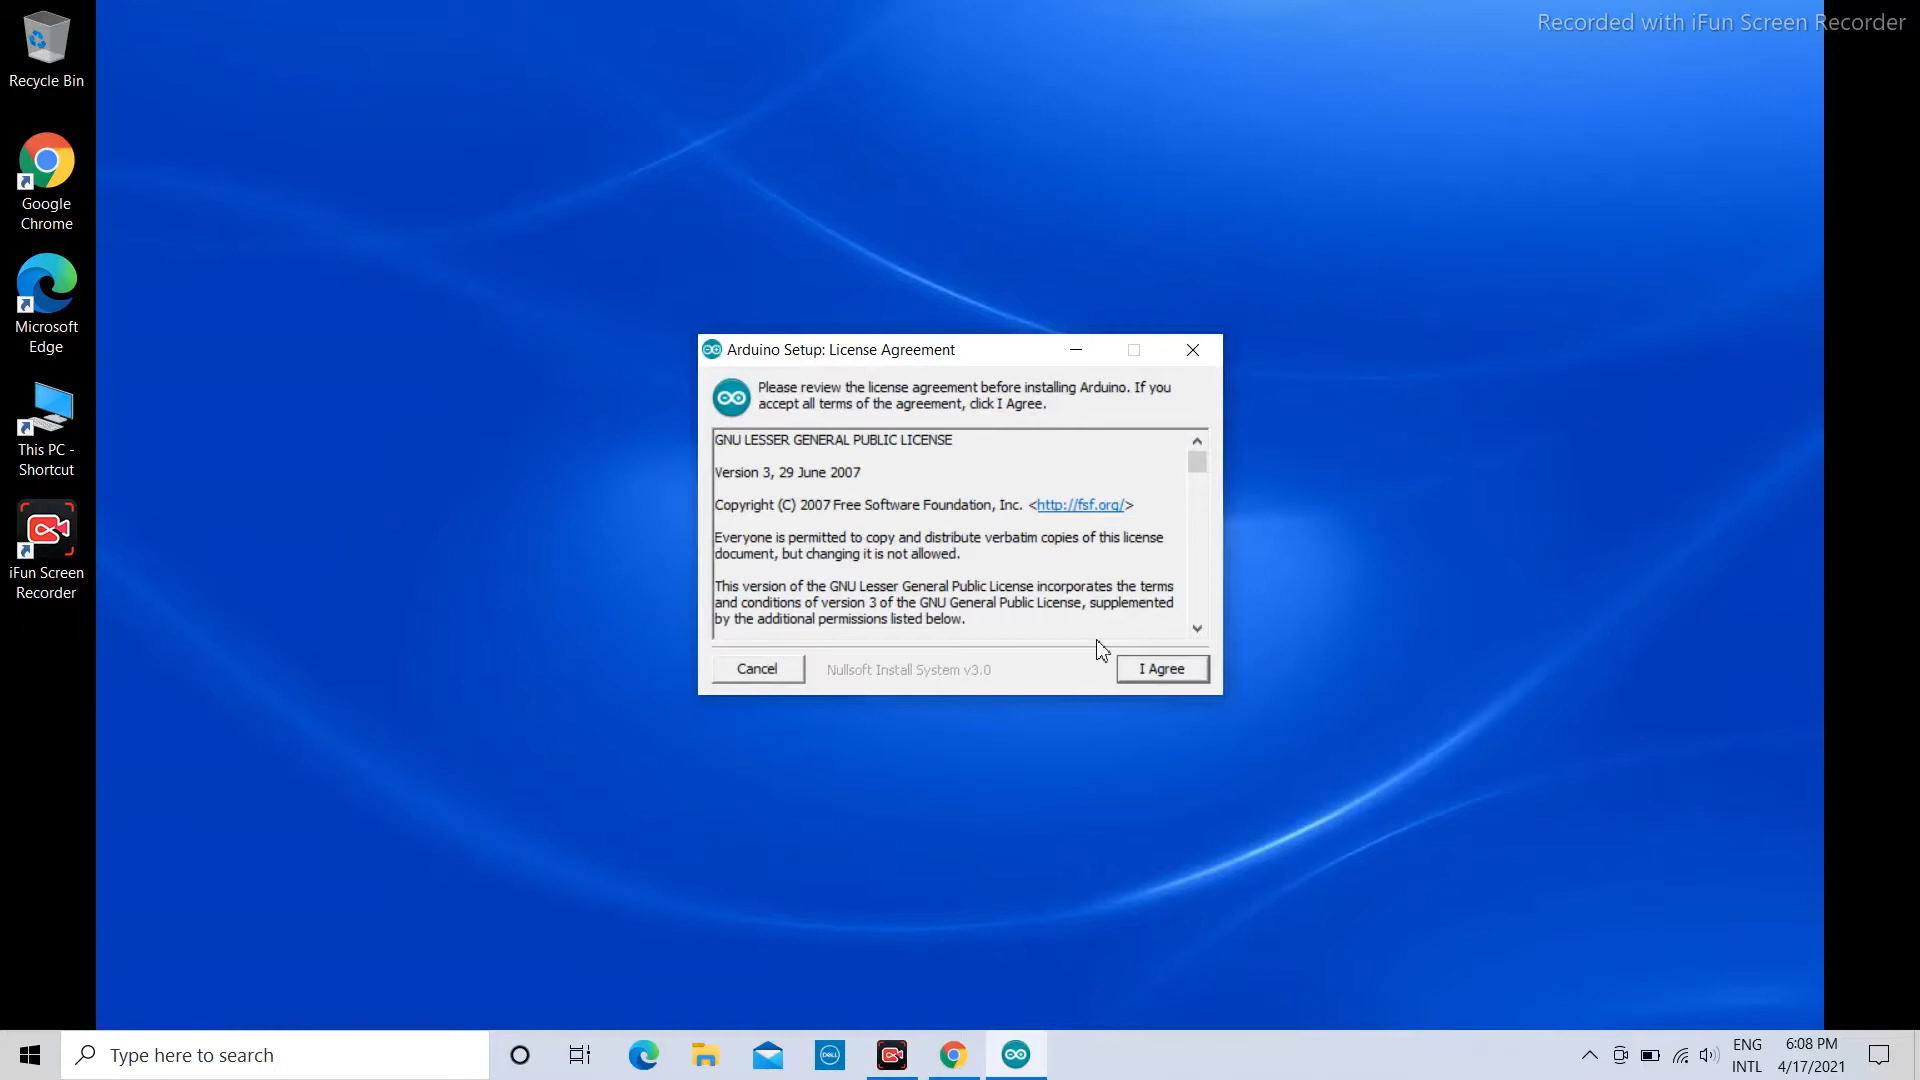 Recorded with iFun Screen Recorder
Recycle Bin
Google
Chrome
Microsoft
Edge
This PC -
Shortcut
iFun Screen
Recorder
Arduino Setup: License Agreement
Please review the license agreement before installing Arduino. If you
accept all terms of the agreement, click I Agree.
GNU LESSER GENERAL PUBLIC LICENSE
Version 3, 29 June 2007
Copyright (C) 2007 Free Software Foundation, Inc. <http://fsf.org/>
Everyone is permitted to copy and distribute verbatim copies of this license
document, but changing it is not allowed.
This version of the GNU Lesser General Public License incorporates the terms
and conditions of version 3 of the GNU General Public License, supplemented
by the additional permissions listed below.
Cancel
Nullsoft Install System v3.0
I Agree
Type here to search
DELL
ENG
INTL
6:08 PM
4/17/2021